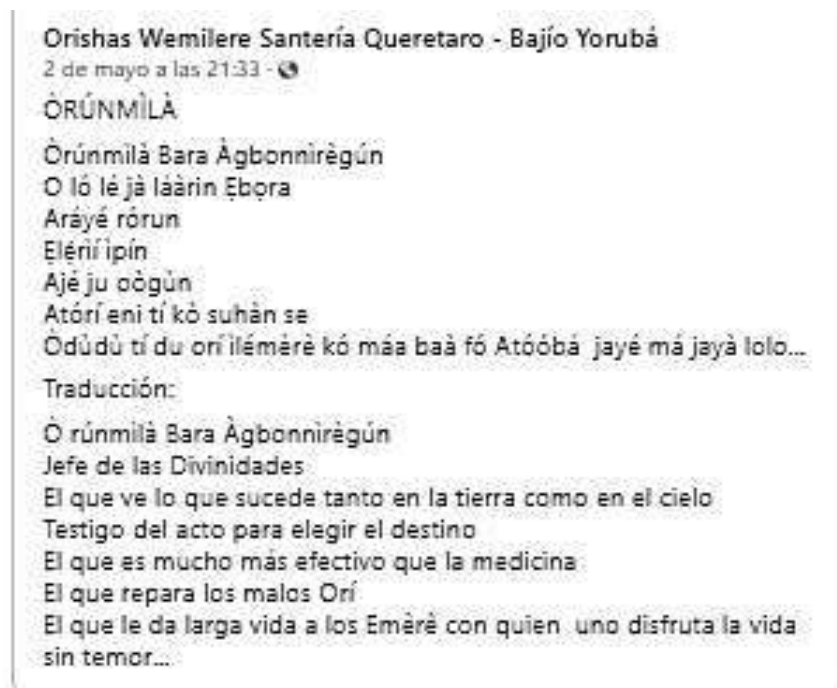 Orishas Wemilere Santería Queretaro - Bajío Yorubá
2 de mayo a las 21:33 ·
ÒRÚNMÌLÀ
Òrúnmìlà Bara Àgbonnìrègún
O ló lé jà láàrin Ẹbọra
Aráyé rórun
Ẹlérìí ìpín
Ajé ju oògùn
Atórí eni tí kò suhàn se
Òdùdù tí du orí ìlémèrè kó máa baà fó Atóóbá jayé má jayà lolo...
Traducción:
Ò rúnmìlà Bara Àgbonnìrègún
Jefe de las Divinidades
El que ve lo que sucede tanto en la tierra como en el cielo
Testigo del acto para elegir el destino
El que es mucho más efectivo que la medicina
El que repara los malos Orí
El que le da larga vida a los Emèrè con quien uno disfruta la vida
sin temor...